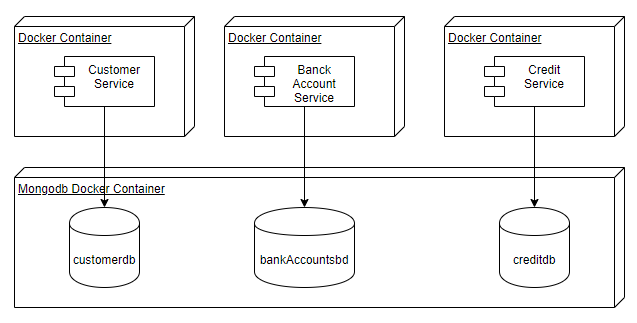 Docker Container
Docker Container
Docker Container
Customer
Service
Banck
Account
Service
Credit
Service
Mongodb Docker Container
customerdb
bankAccountsbd
creditdb